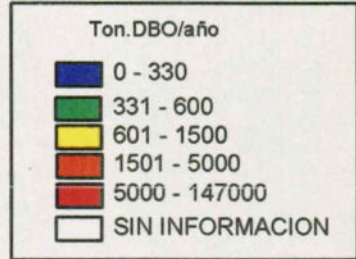 Ton.DBO/año
0 - 330
331 - 600
601 - 1500
1501 - 5000
5000 - 147000
SIN INFORMACION